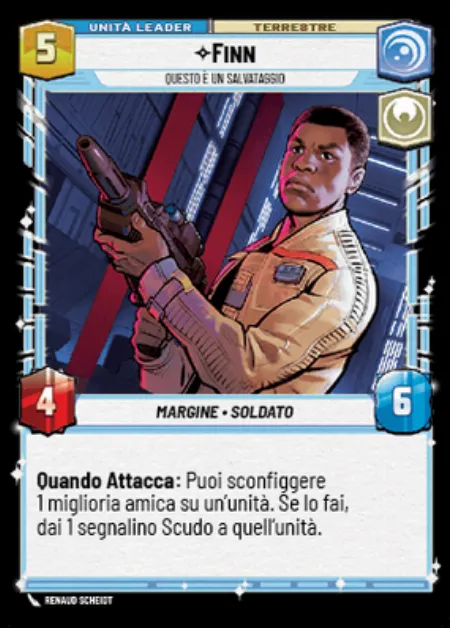 UNITÀ LEADER
TERRESTRE
5
FINN
QUESTO È UN SALVATAGGIO
4
6
MARGINE • SOLDATO
Quando Attacca: Puoi sconfiggere
1 miglioria amica su un'unità. Se lo fai,
dai 1 segnalino Scudo a quell'unità.
RENAUD SCHEIDT